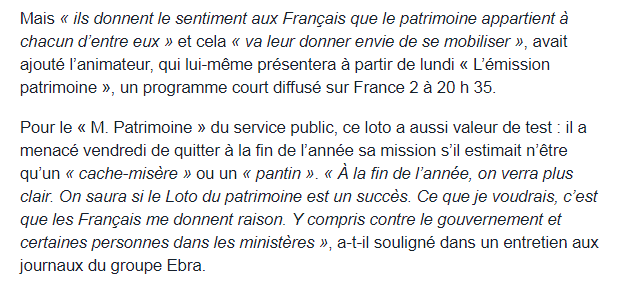 Mais « ils donnent le sentiment aux Français que le patrimoine appartient à
chacun d’entre eux » et cela « va leur donner envie de se mobiliser », avait
ajouté l’animateur, qui lui-même présentera à partir de lundi « L’émission
patrimoine », un programme court diffusé sur France 2 à 20 h 35.
Pour le « M. Patrimoine » du service public, ce loto a aussi valeur de test : il a
menacé vendredi de quitter à la fin de l’année sa mission s’il estimait n’être
qu’un « cache-misère » ou un « pantin ». « À la fin de l’année, on verra plus
clair. On saura si le Loto du patrimoine est un succès. Ce que je voudrais, c’est
que les Français me donnent raison. Y compris contre le gouvernement et
certaines personnes dans les ministères », a-t-il souligné dans un entretien aux
journaux du groupe Ebra.